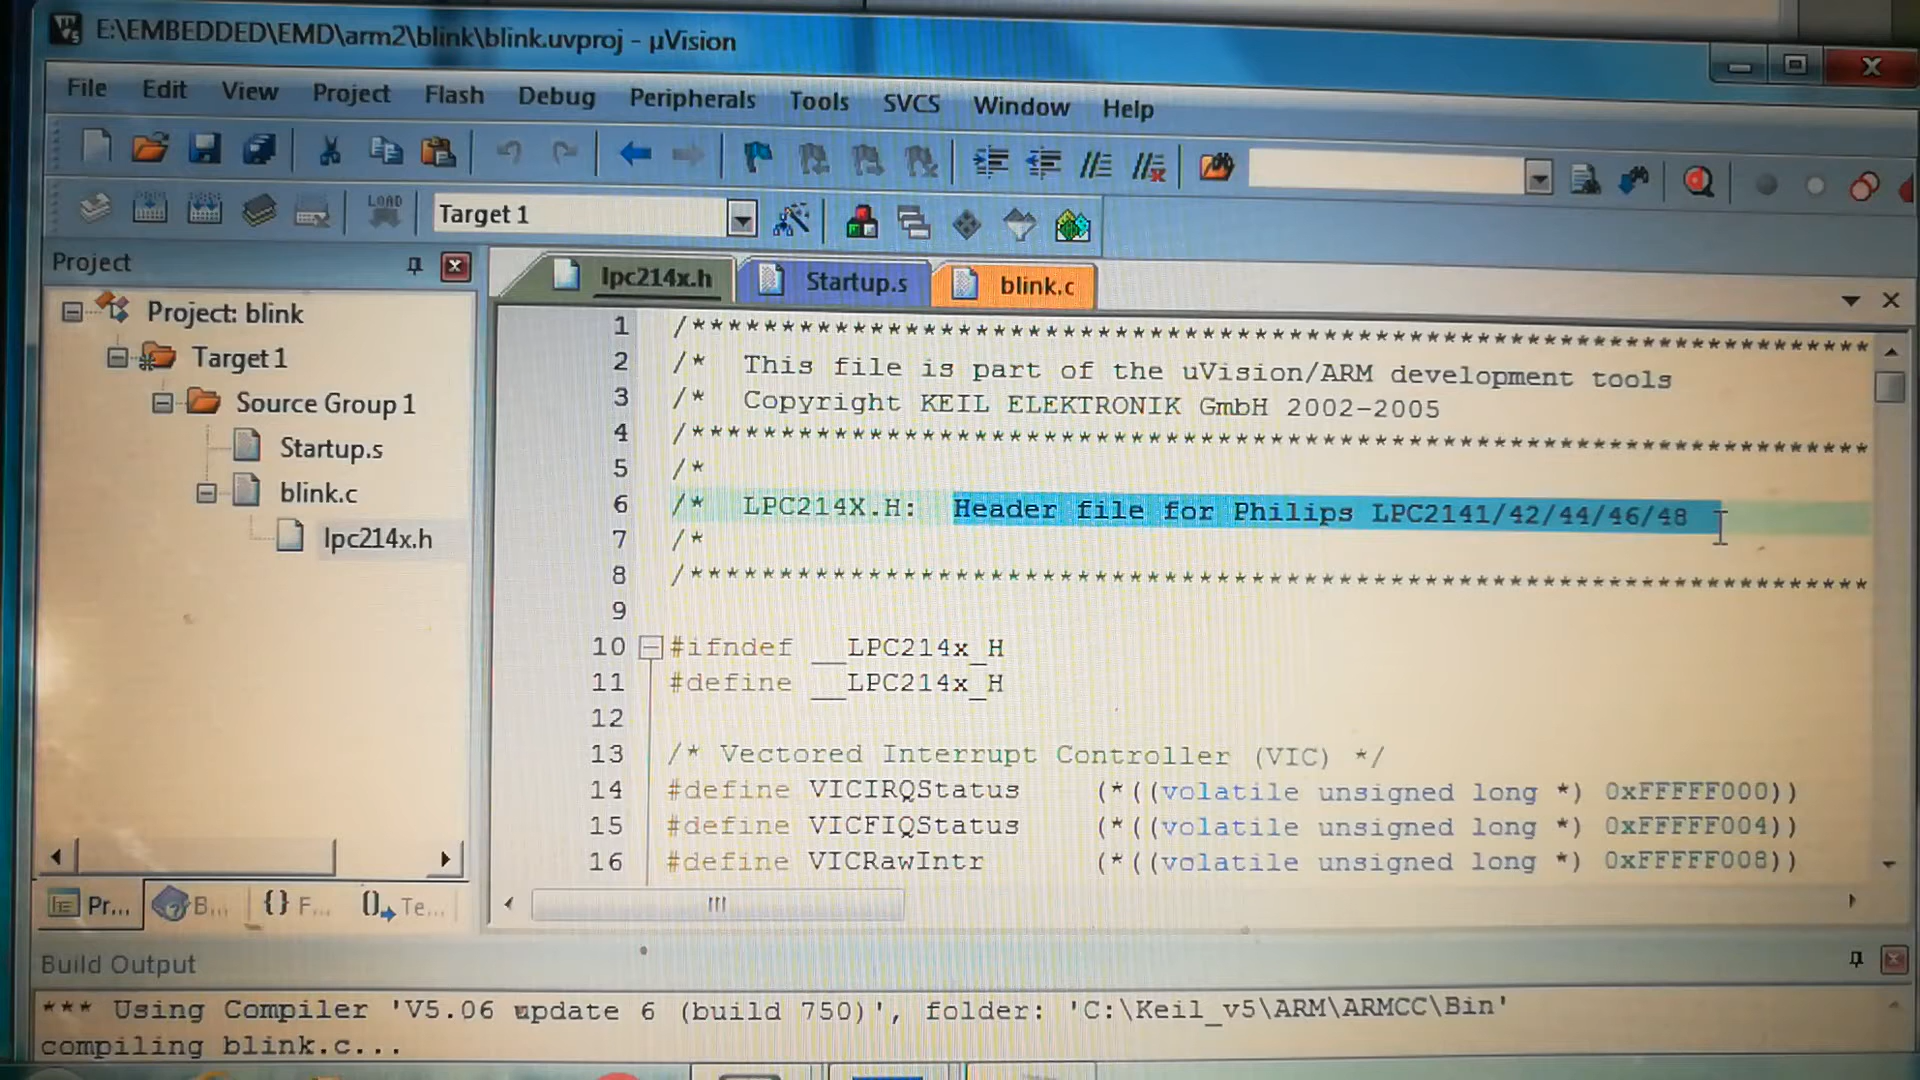 E:\EMBEDDED\EMD\arm2\blink\blink.uvproj - µVision
File Edit View Project Flash Debug Peripherals Tools SVCS Window Help
LOAD
Target 1
Project
lpc214x.h Startup.s blink.c
Project: blink
Target 1
Source Group 1
Startup.s
blink.c
lpc214x.h
1 /*******************************************************************
2 /* This file is part of the uVision/ARM development tools
3 /* Copyright KEIL ELEKTRONIK GmbH 2002-2005
4 /*******************************************************************
5 /*
6 /* LPC214X.H: Header file for Philips LPC2141/42/44/46/48
7 /*
8 /*******************************************************************
9
10 #ifndef __LPC214x_H
11 #define __LPC214x_H
12
13 /* Vectored Interrupt Controller (VIC) */
14 #define VICIRQStatus (*((volatile unsigned long *) 0xFFFFF000))
15 #define VICFIQStatus (*((volatile unsigned long *) 0xFFFFF004))
16 #define VICRawIntr (*((volatile unsigned long *) 0xFFFFF008))
Pr... B... {} F... 0 Te...
Build Output
*** Using Compiler 'V5.06 update 6 (build 750)', folder: 'C:\Keil_v5\ARM\ARMCC\Bin'
compiling blink.c...